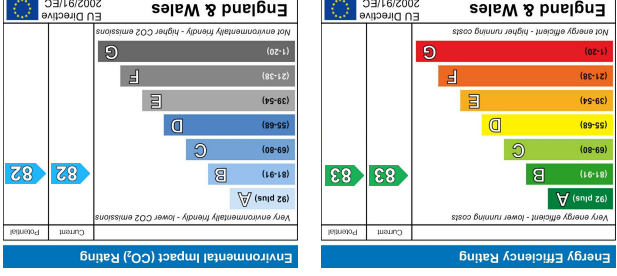 Energy Efficiency Rating
Current
Potential
Very energy efficient - lower running costs
(92 plus) A
(81-91) B
83
83
(69-80) C
(55-68) D
(39-54) E
(21-38) F
(1-20) G
Not energy efficient - higher running costs
England & Wales
EU Directive
2002/91/EC
Environmental Impact (CO₂) Rating
Current
Potential
Very environmentally friendly - lower CO2 emissions
(92 plus) A
(81-91) B
82
82
(69-80) C
(55-68) D
(39-54) E
(21-38) F
(1-20) G
Not environmentally friendly - higher CO2 emissions
England & Wales
EU Directive
2002/91/EC